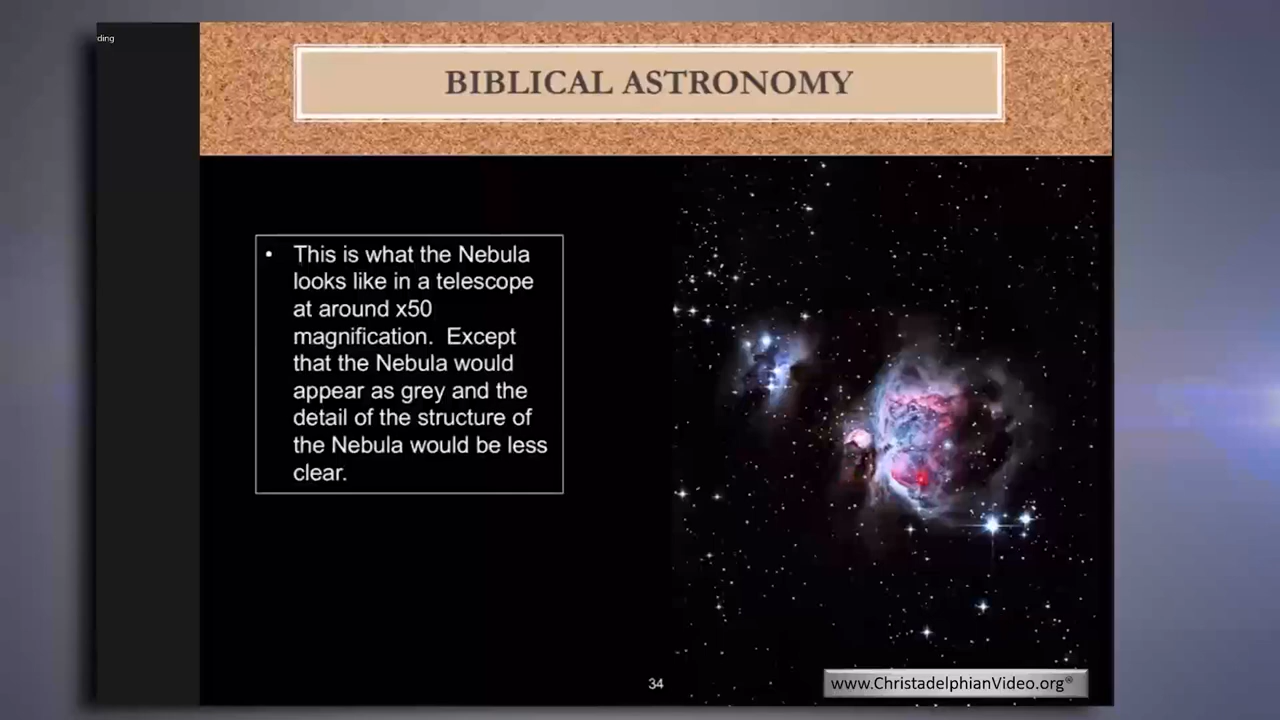 ding
BIBLICAL ASTRONOMY
• This is what the Nebula
looks like in a telescope
at around x50
magnification.  Except
that the Nebula would
appear as grey and the
detail of the structure of
the Nebula would be less
clear.
34
www.ChristadelphianVideo.org®